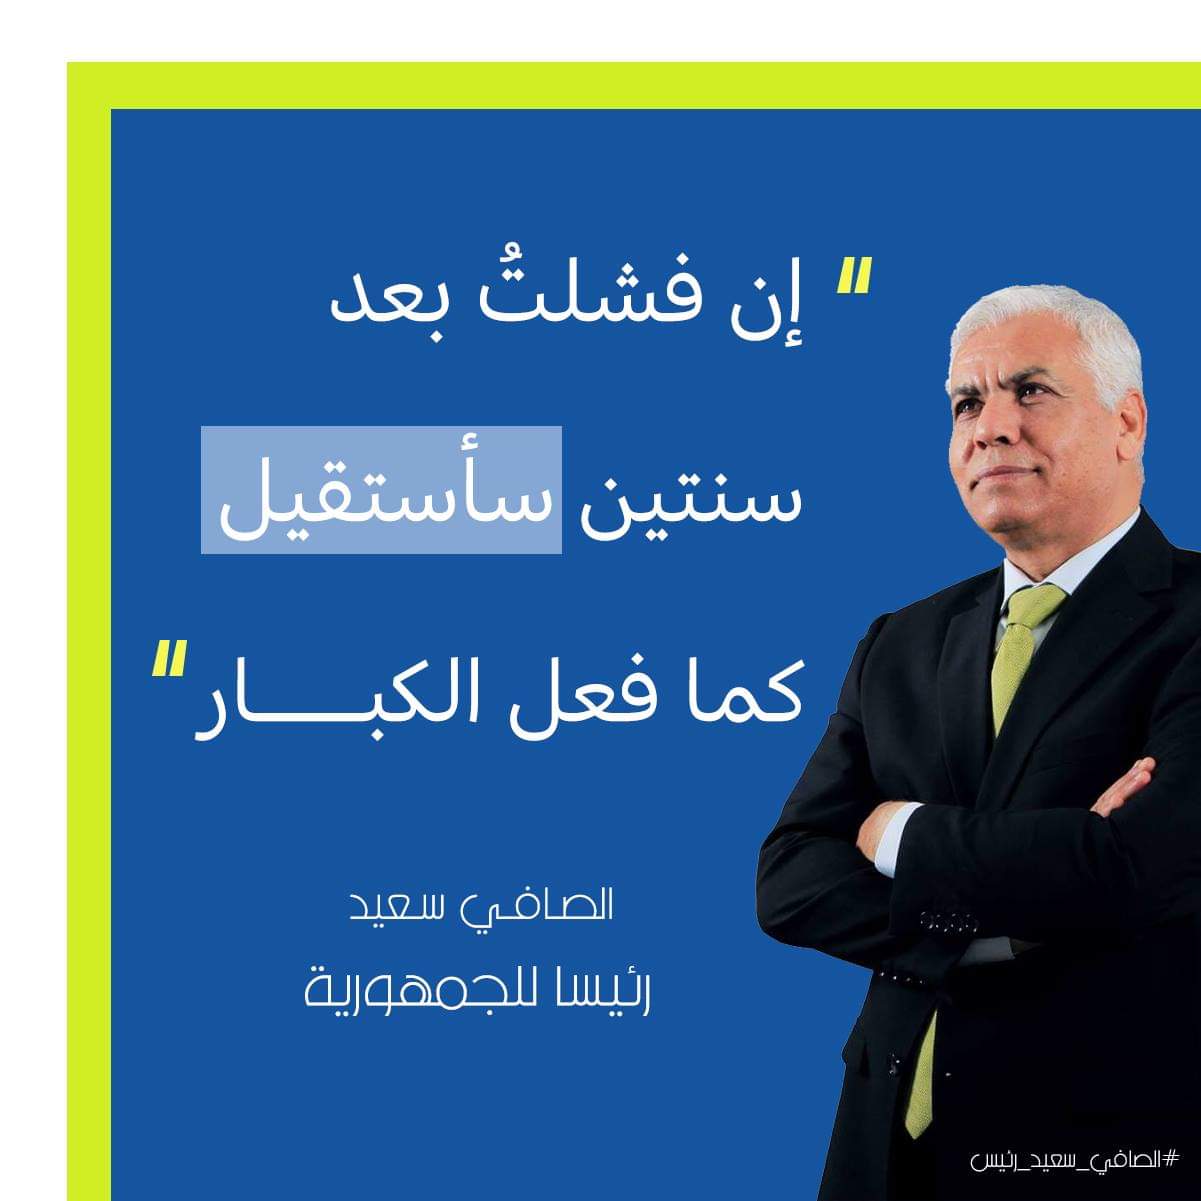 " إن فشلتُ بعد
سنتين سأستقيل
كما فعل الكبـــــار "
الصافي سعيد
رئيسا للجمهورية
#الصافي_سعيد_رئيس